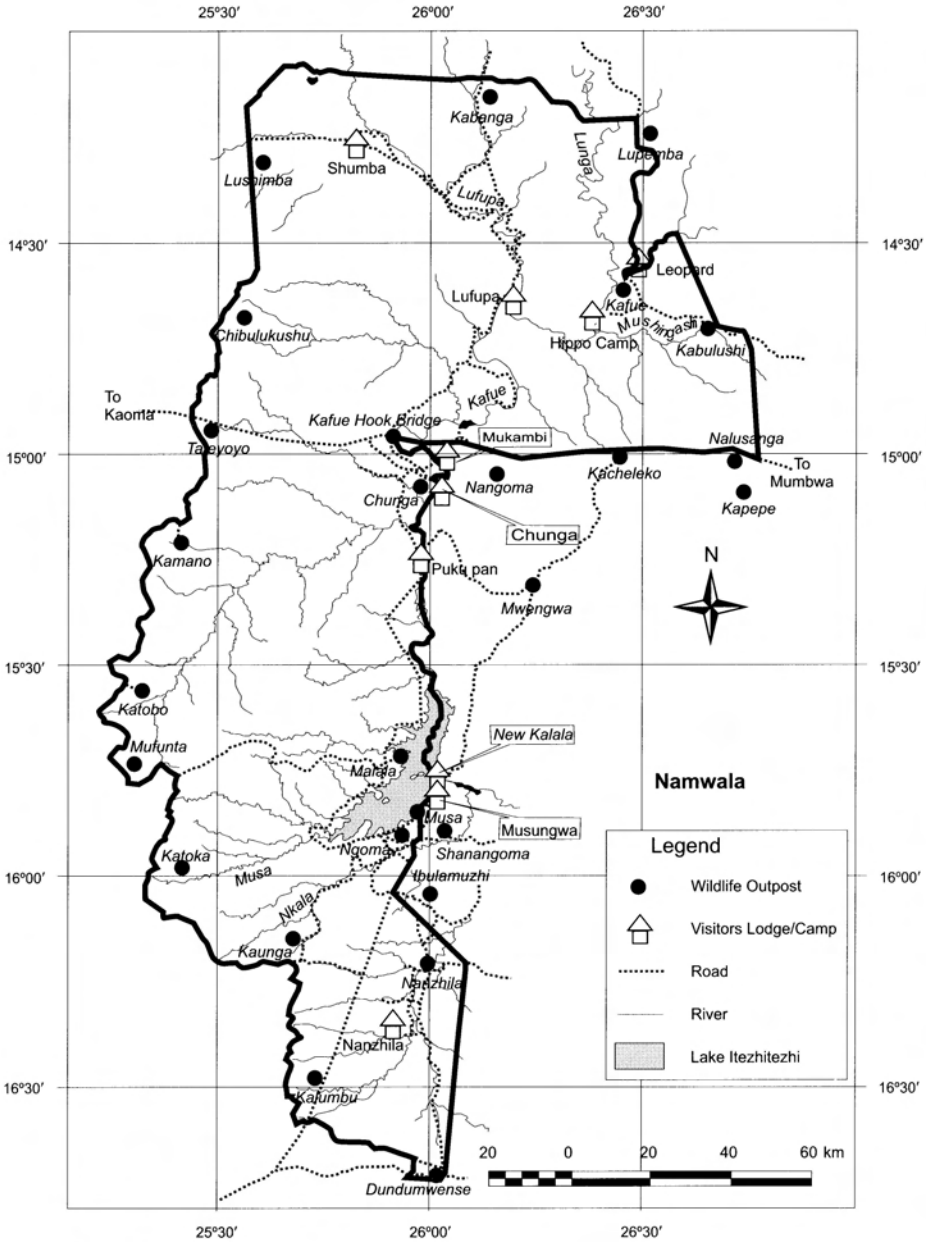 25°30′ 26°00′ 26°30′
Kabanga
Lunga
Lupemba
Shumba
Lushimba
Lufupa
14°30′ 14°30′
Leopard
Lufupa
Kafue
Mushingashi
Hippo Camp
Chibulukushu
Kabulushi
To
Kaoma
Kafue
Kafue Hook Bridge
Mukambi
Nalusanga
Tateyoyo
15°00′ 15°00′
Kacheleko
To
Mumbwa
Chunga
Nangoma
Kapepe
Chunga
Kamano
N
Puku pan
Mwengwa
15°30′ 15°30′
Katobo
New Kalala
Mufunta
Malala
Namwala
Musa
Musungwa
Ngoma
Shanangoma
Katoka
Musa
Ipulamuzhi
16°00′ 16°00′
Nkala
Kaunga
Nanzhila
Nanzhila
16°30′ 16°30′
Kalumbu
Dundumwense
Legend
Wildlife Outpost
Visitors Lodge/Camp
Road
River
Lake Itezhitezhi
20 0 20 40 60 km
25°30′ 26°00′ 26°30′